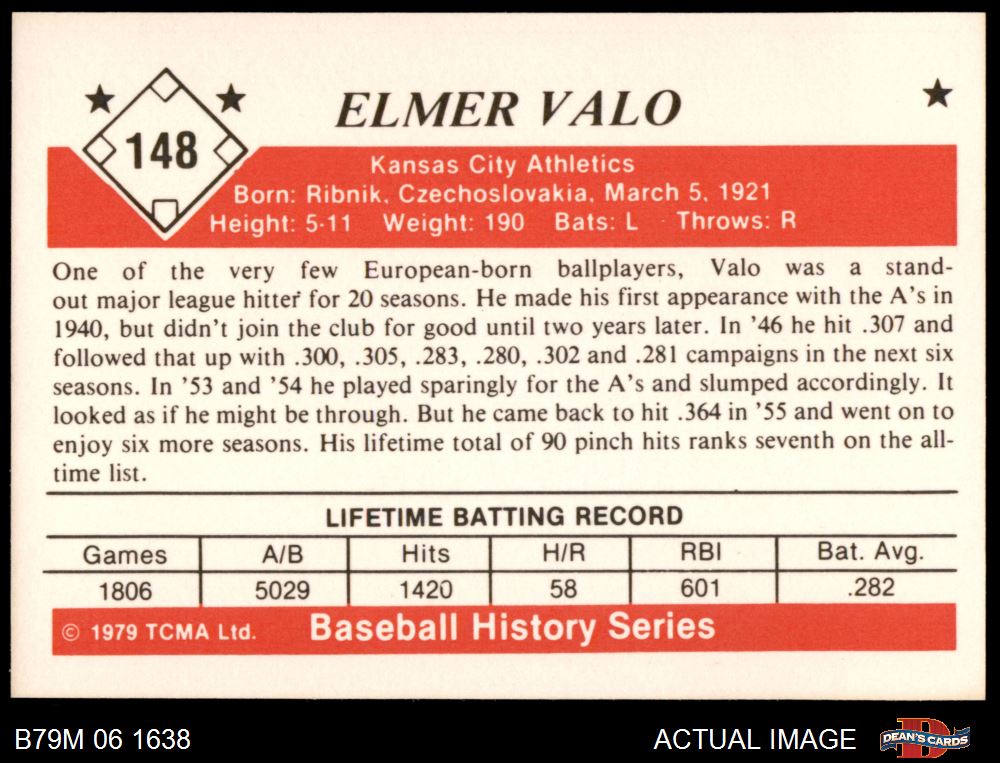 148
ELMER VALO
Kansas City Athletics
Born: Ribnik, Czechoslovakia, March 5, 1921
Height: 5-11 Weight: 190 Bats: L Throws: R
One of the very few European-born ballplayers, Valo was a stand-
out major league hitter for 20 seasons. He made his first appearance with the A's in
1940, but didn't join the club for good until two years later. In '46 he hit .307 and
followed that up with .300, .305, .283, .280, .302 and .281 campaigns in the next six
seasons. In '53 and '54 he played sparingly for the A's and slumped accordingly. It
looked as if he might be through. But he came back to hit .364 in '55 and went on to
enjoy six more seasons. His lifetime total of 90 pinch hits ranks seventh on the all-
time list.
LIFETIME BATTING RECORD
Games A/B Hits H/R RBI Bat. Avg.
1806 5029 1420 58 601 .282
© 1979 TCMA Ltd. Baseball History Series
B79M 06 1638
ACTUAL IMAGE
D
DEAN'S CARDS